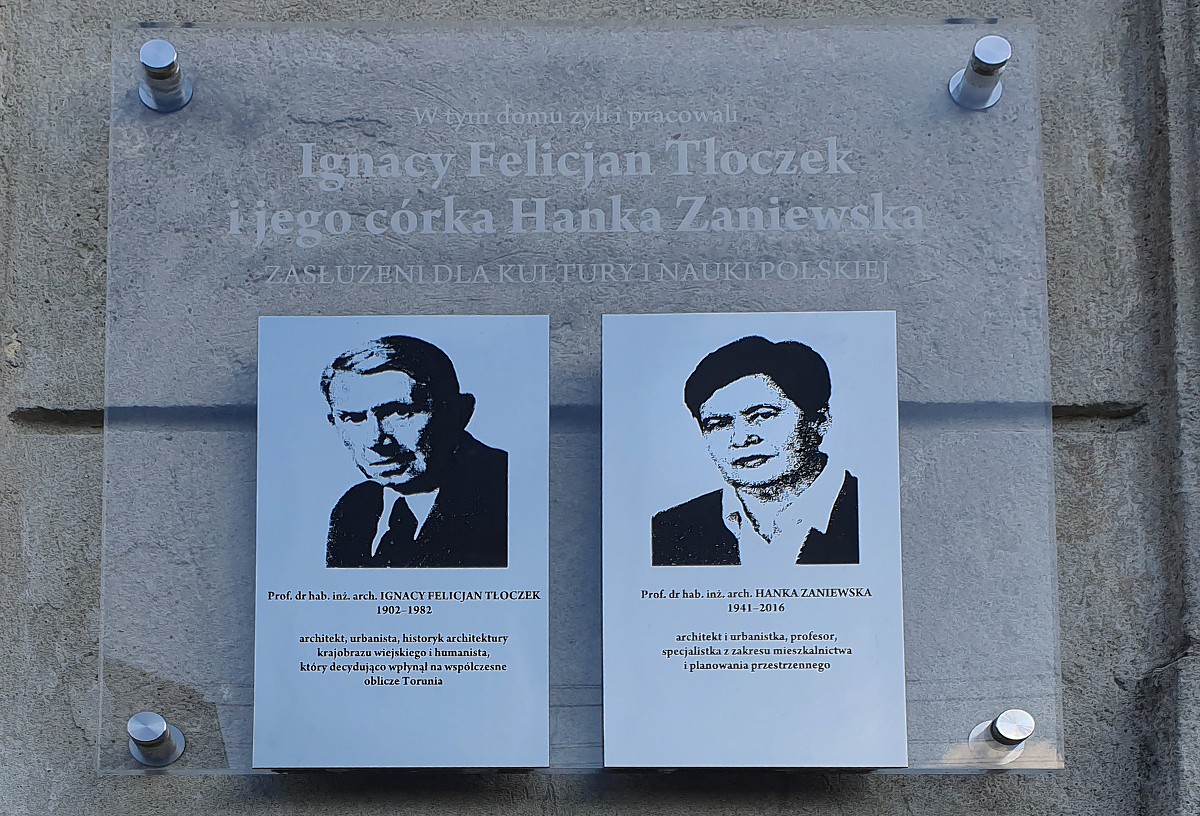 W tym domu żyli i pracowali
Ignacy Felicjan Tłoczek
i jego córka Hanka Zaniewska
ZASŁUŻENI DLA KULTURY I NAUKI POLSKIEJ
Prof. dr hab. inż. arch. IGNACY FELICJAN TŁOCZEK
1902–1982
architekt, urbanista, historyk architektury
krajobrazu wiejskiego i humanista,
który decydująco wpłynął na współczesne
oblicze Torunia
Prof. dr hab. inż. arch. HANKA ZANIEWSKA
1941–2016
architekt i urbanistka, profesor,
specjalistka z zakresu mieszkalnictwa
i planowania przestrzennego